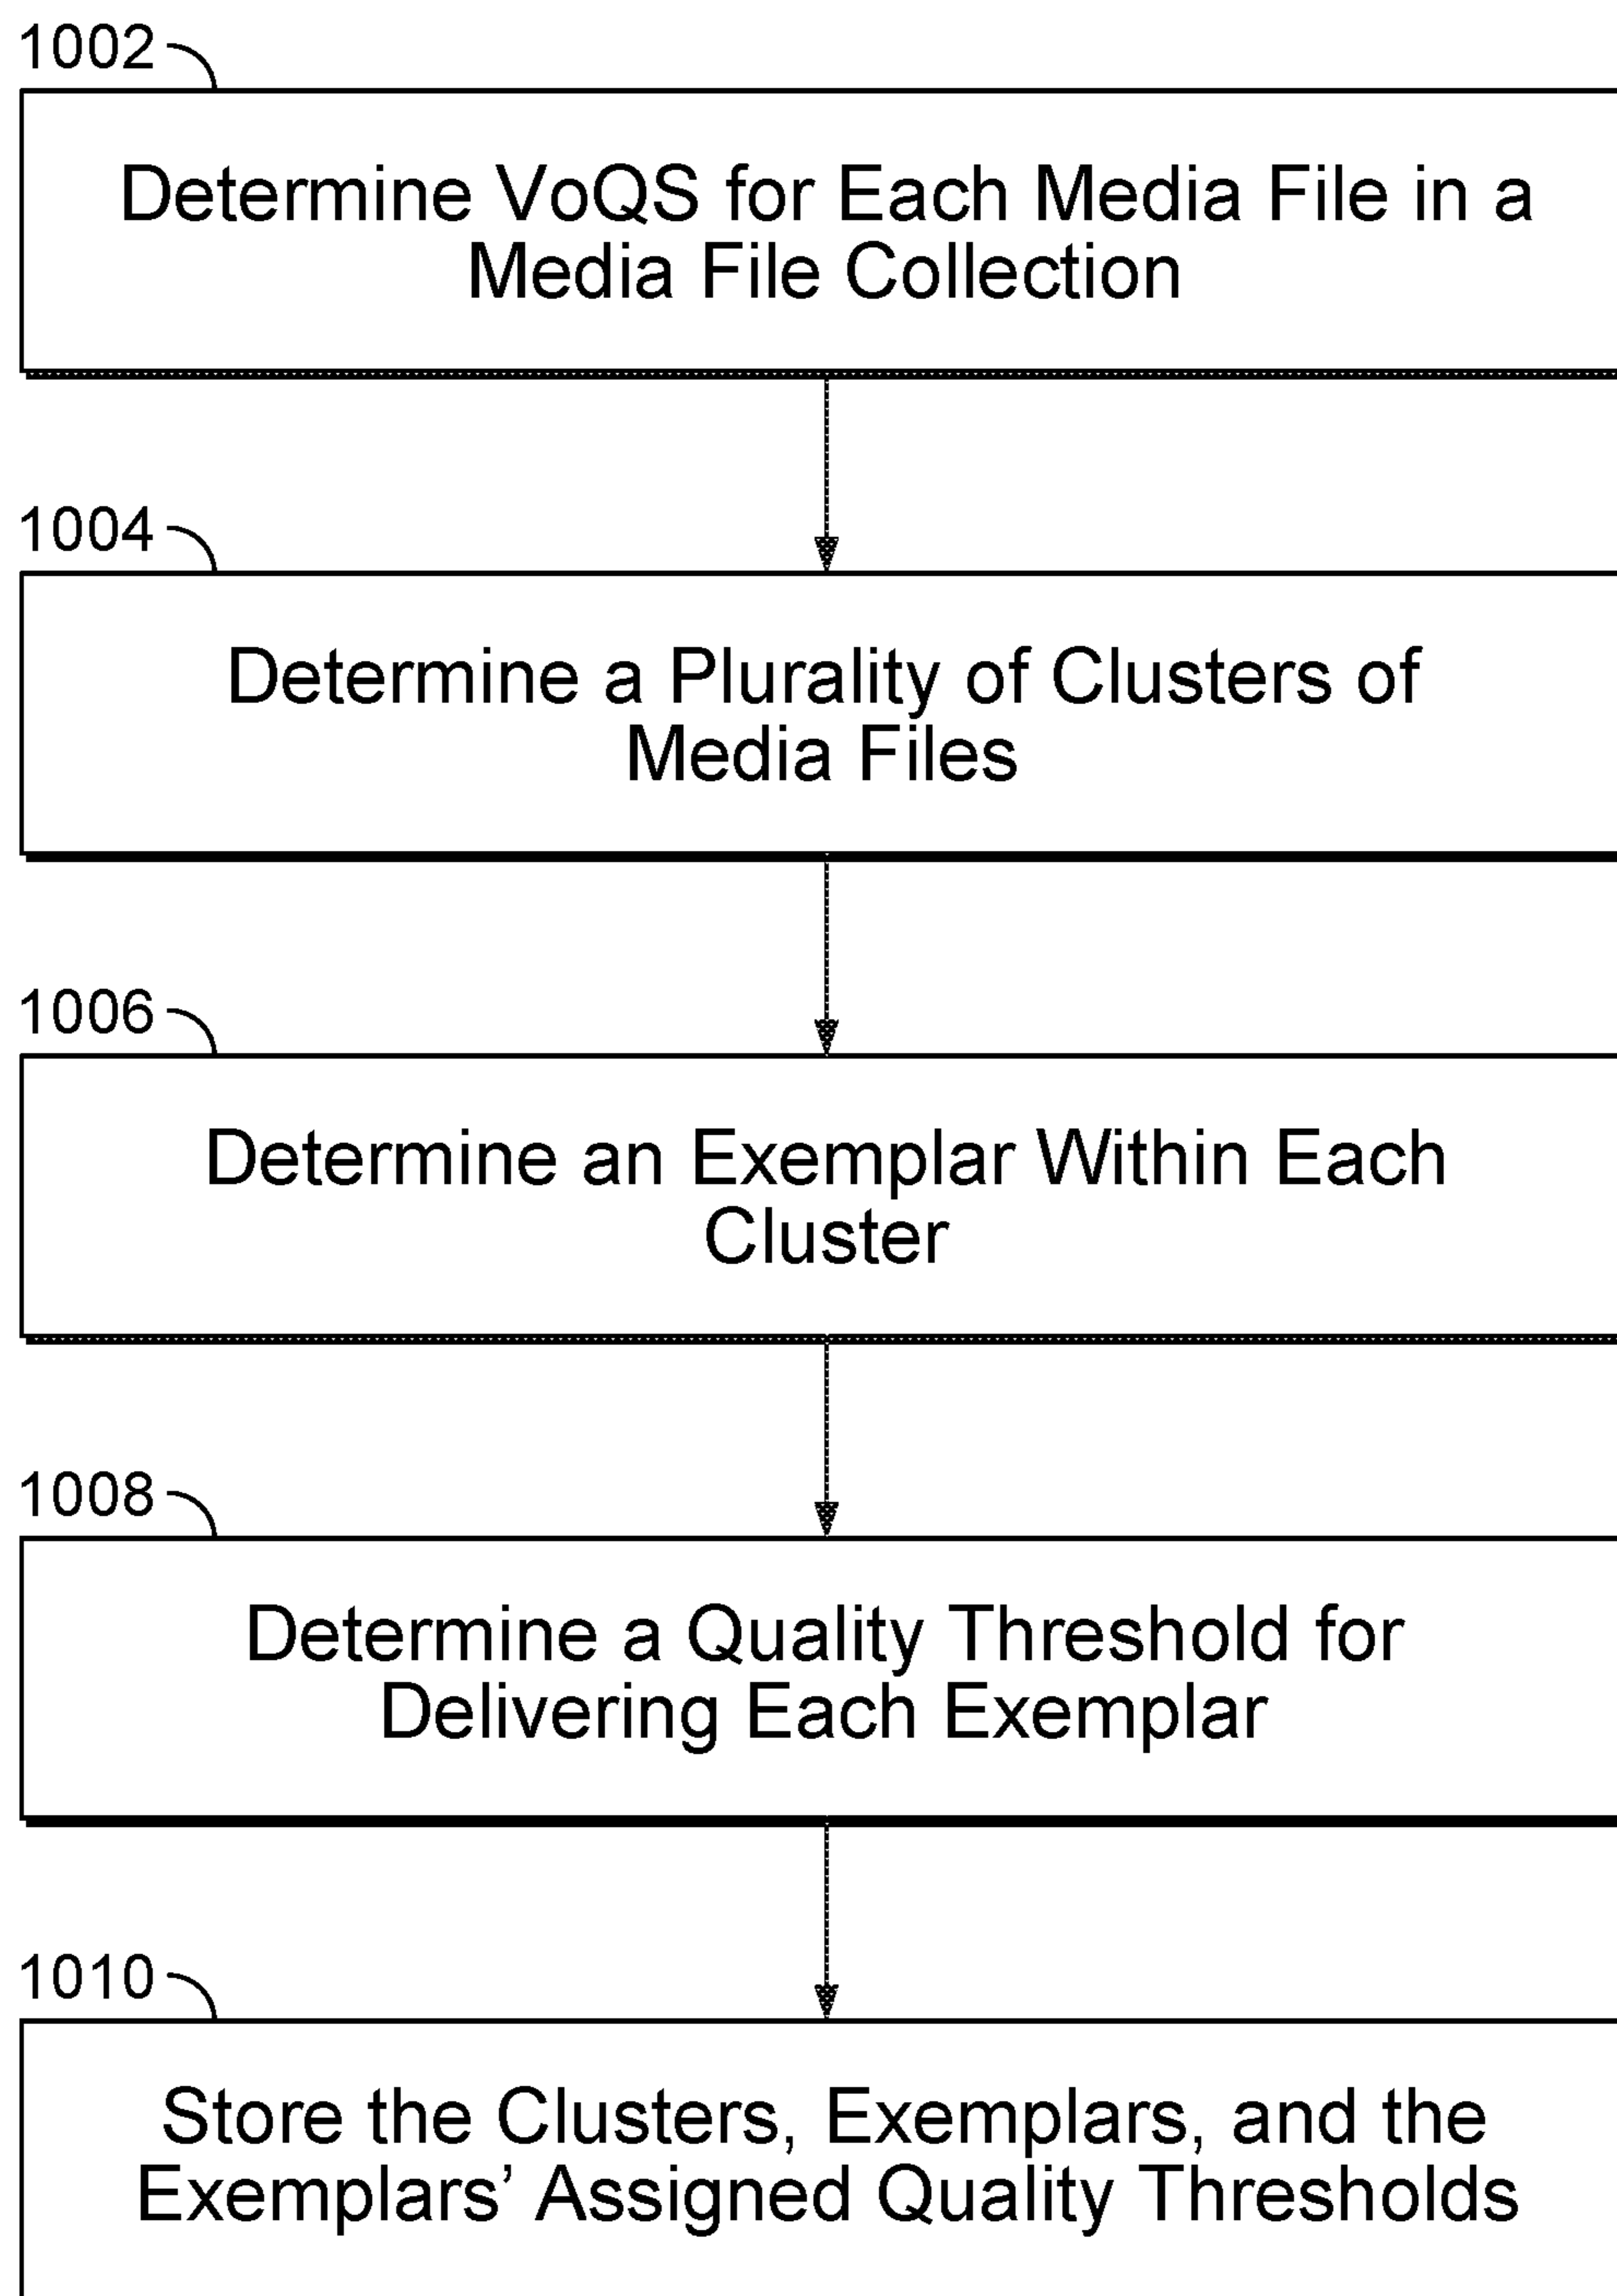 1002
Determine VoQS for Each Media File in a
Media File Collection
1004
Determine a Plurality of Clusters of
Media Files
1006
Determine an Exemplar Within Each
Cluster
1008
Determine a Quality Threshold for
Delivering Each Exemplar
1010
Store the Clusters, Exemplars, and the
Exemplars’ Assigned Quality Thresholds